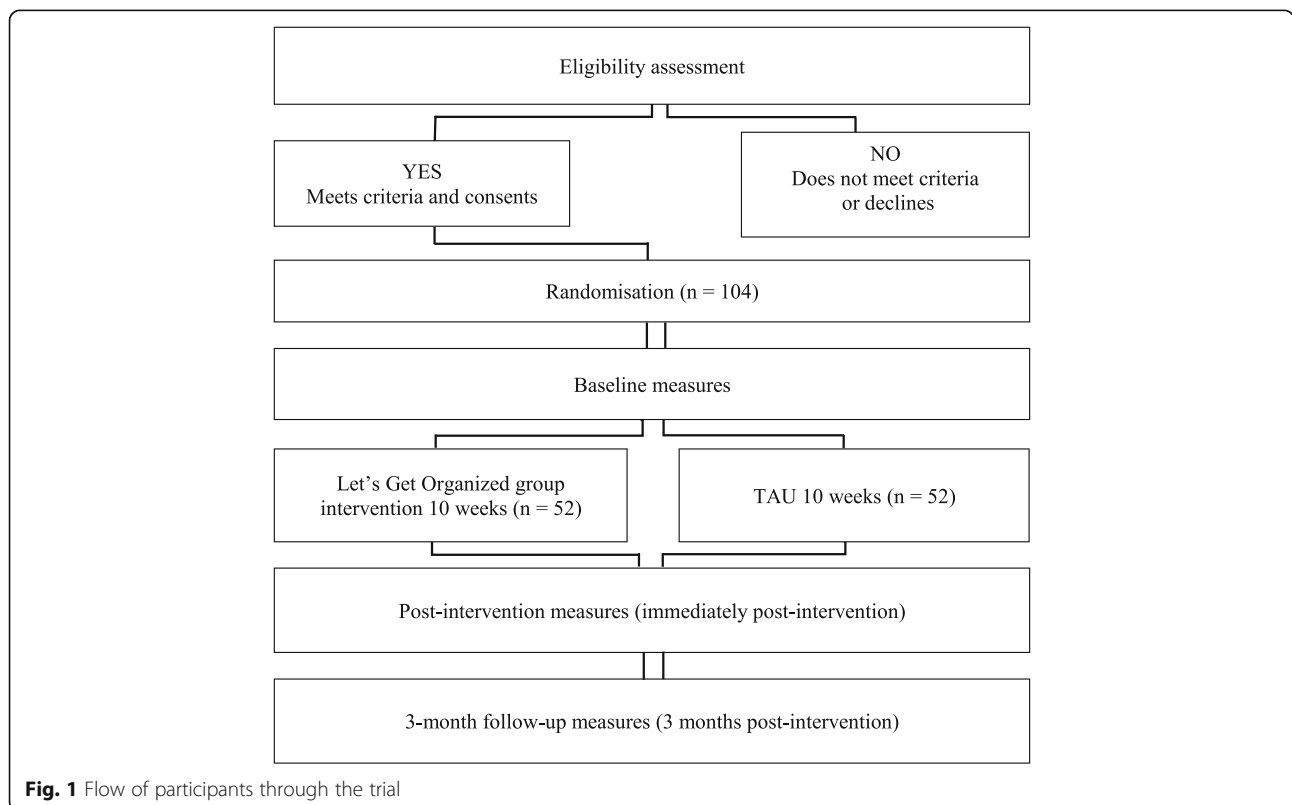 Eligibility assessment
YES
Meets criteria and consents
NO
Does not meet criteria
or declines
Randomisation (n = 104)
Baseline measures
Let's Get Organized group
intervention 10 weeks (n = 52)
TAU 10 weeks (n = 52)
Post-intervention measures (immediately post-intervention)
3-month follow-up measures (3 months post-intervention)
Fig. 1 Flow of participants through the trial